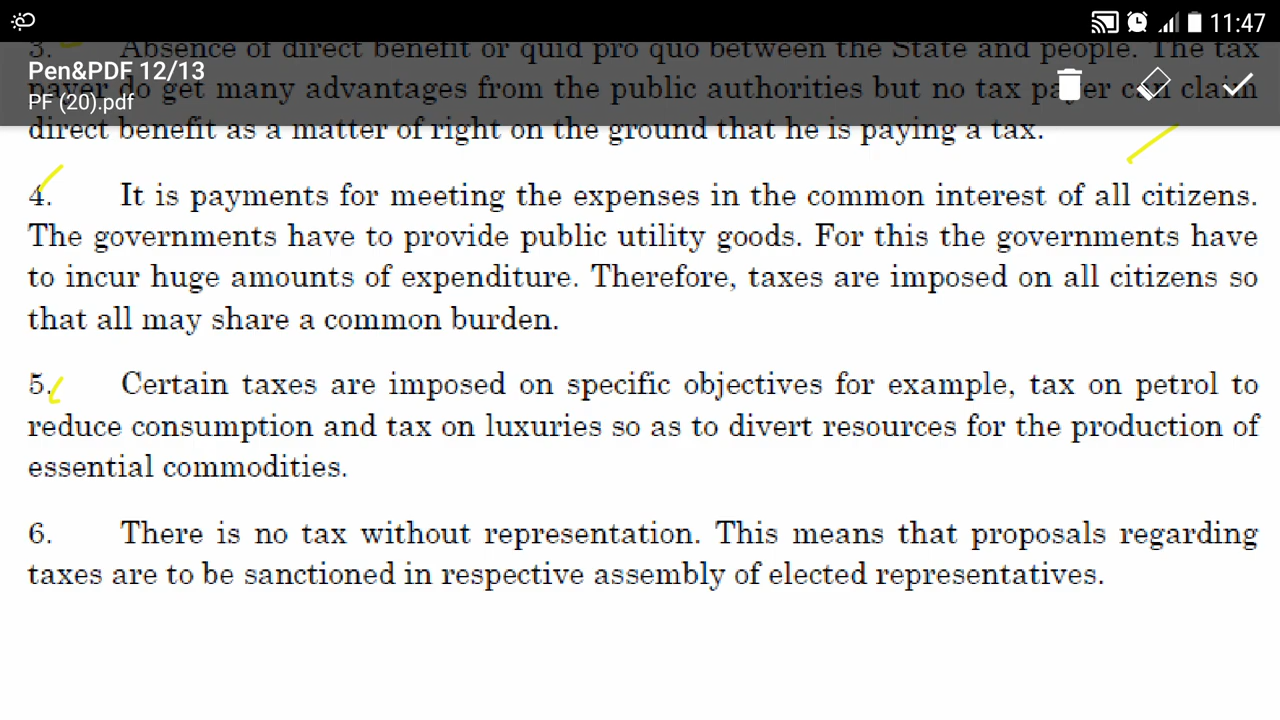 11:47
3. Absence of direct benefit or quid pro quo between the State and people. The tax
Pen&PDF 12/13
payer do get many advantages from the public authorities but no tax payer can claim
PF (20).pdf
direct benefit as a matter of right on the ground that he is paying a tax.
4. It is payments for meeting the expenses in the common interest of all citizens.
The governments have to provide public utility goods. For this the governments have
to incur huge amounts of expenditure. Therefore, taxes are imposed on all citizens so
that all may share a common burden.
5. Certain taxes are imposed on specific objectives for example, tax on petrol to
reduce consumption and tax on luxuries so as to divert resources for the production of
essential commodities.
6. There is no tax without representation. This means that proposals regarding
taxes are to be sanctioned in respective assembly of elected representatives.